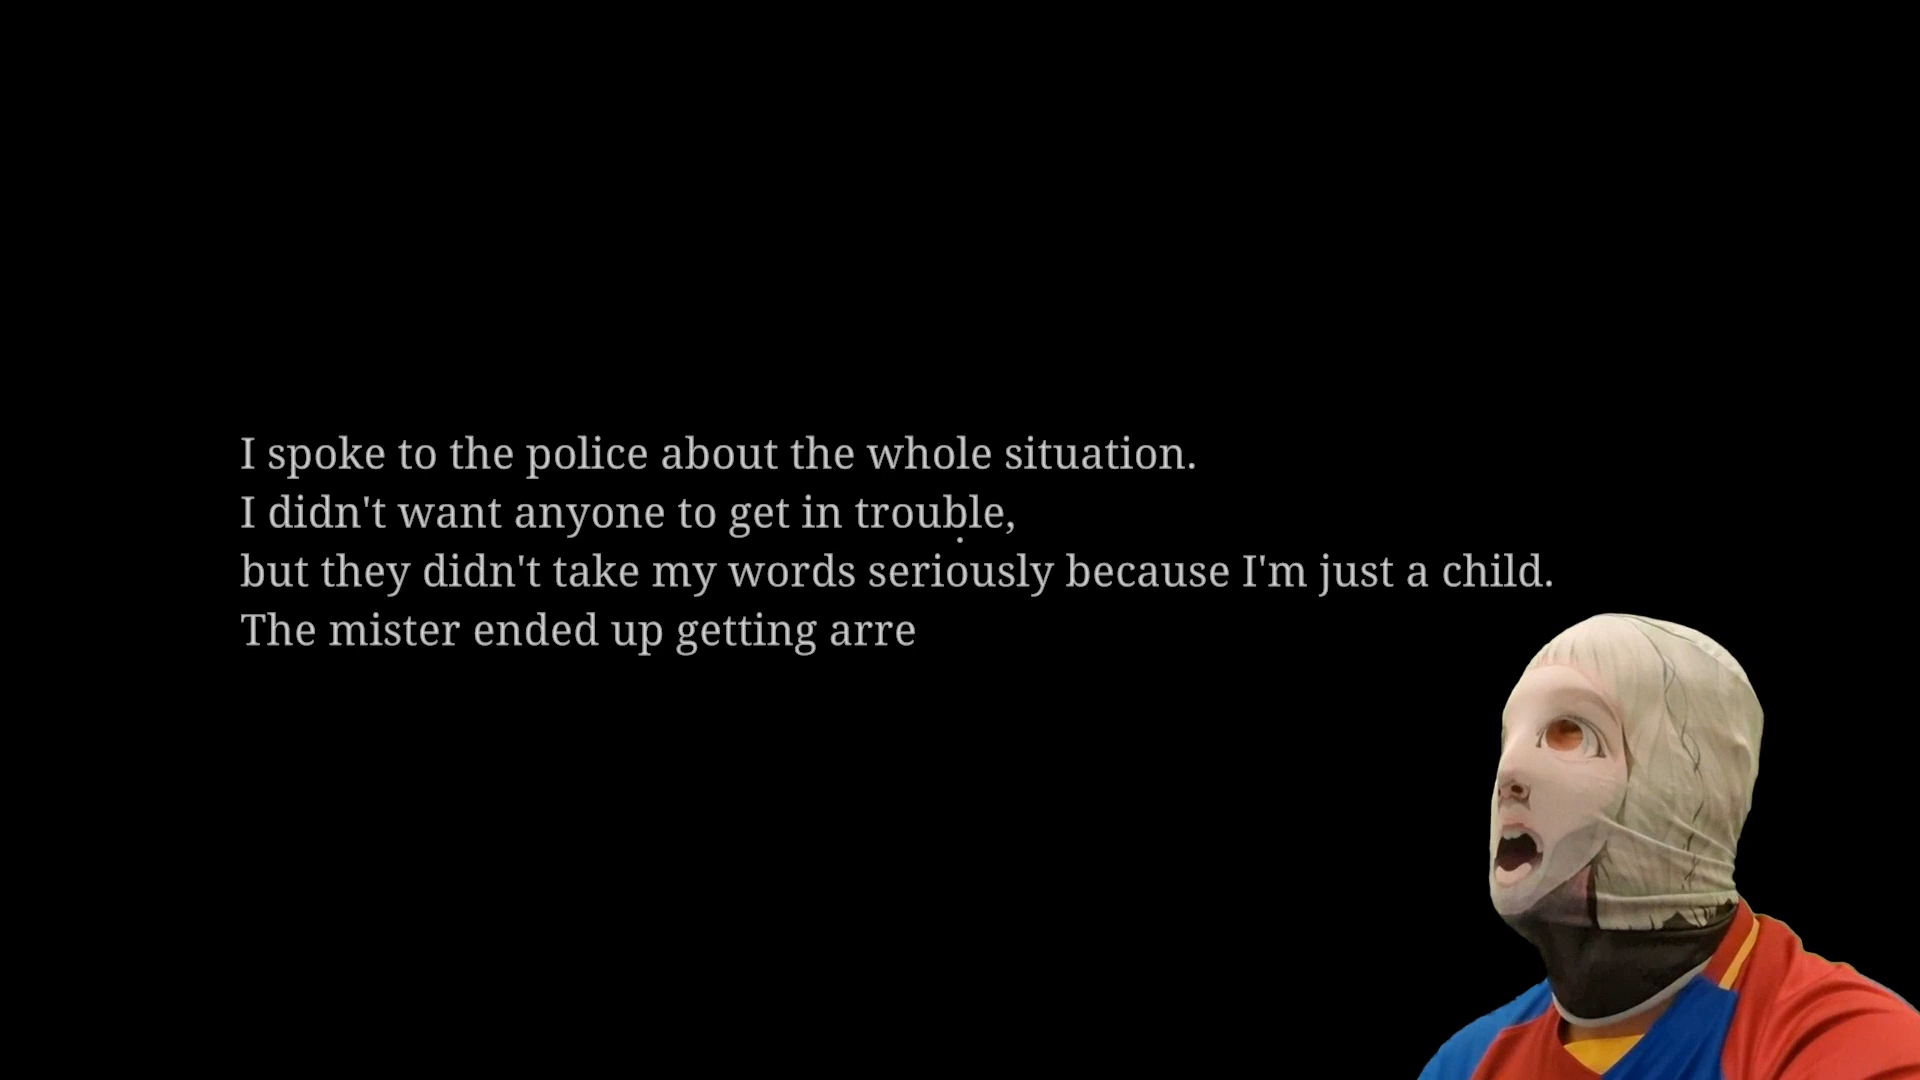 I spoke to the police about the whole situation.
I didn't want anyone to get in trouble,
but they didn't take my words seriously because I'm just a child.
The mister ended up getting arre